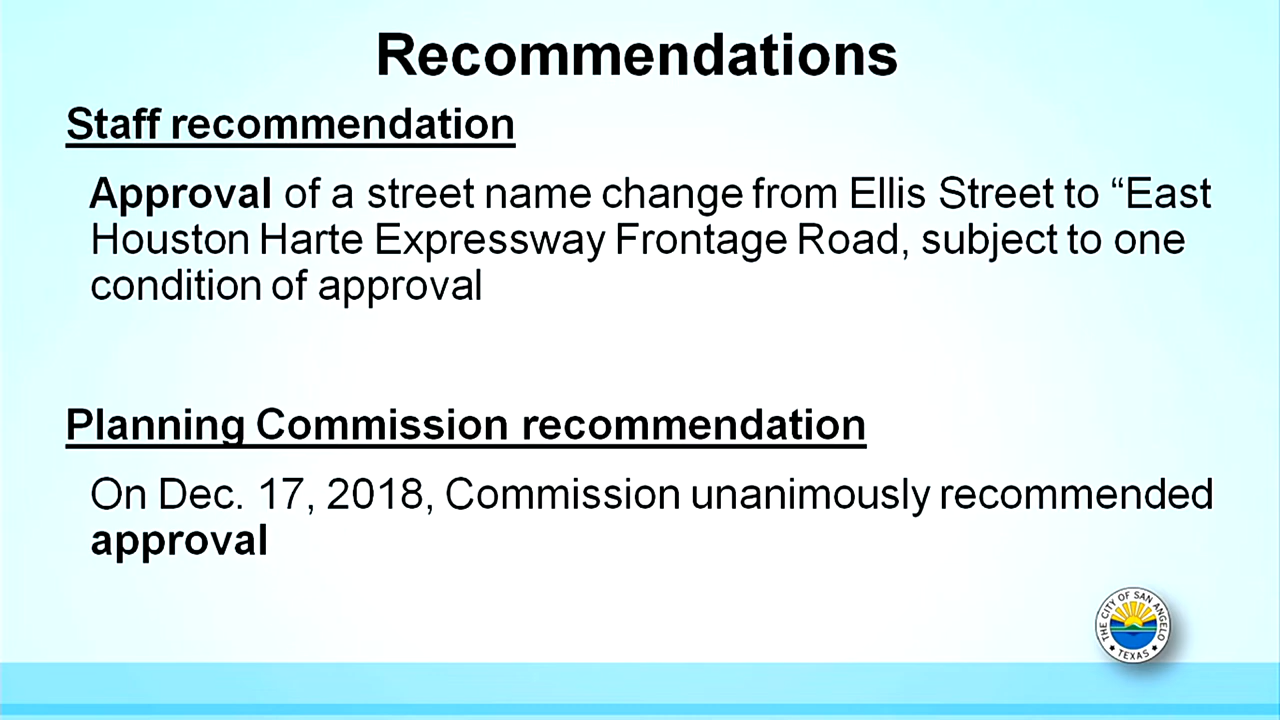 Recommendations
Staff recommendation
Approval of a street name change from Ellis Street to “East
Houston Harte Expressway Frontage Road, subject to one
condition of approval
Planning Commission recommendation
On Dec. 17, 2018, Commission unanimously recommended
approval
THE CITY OF SAN ANGELO
TEXAS